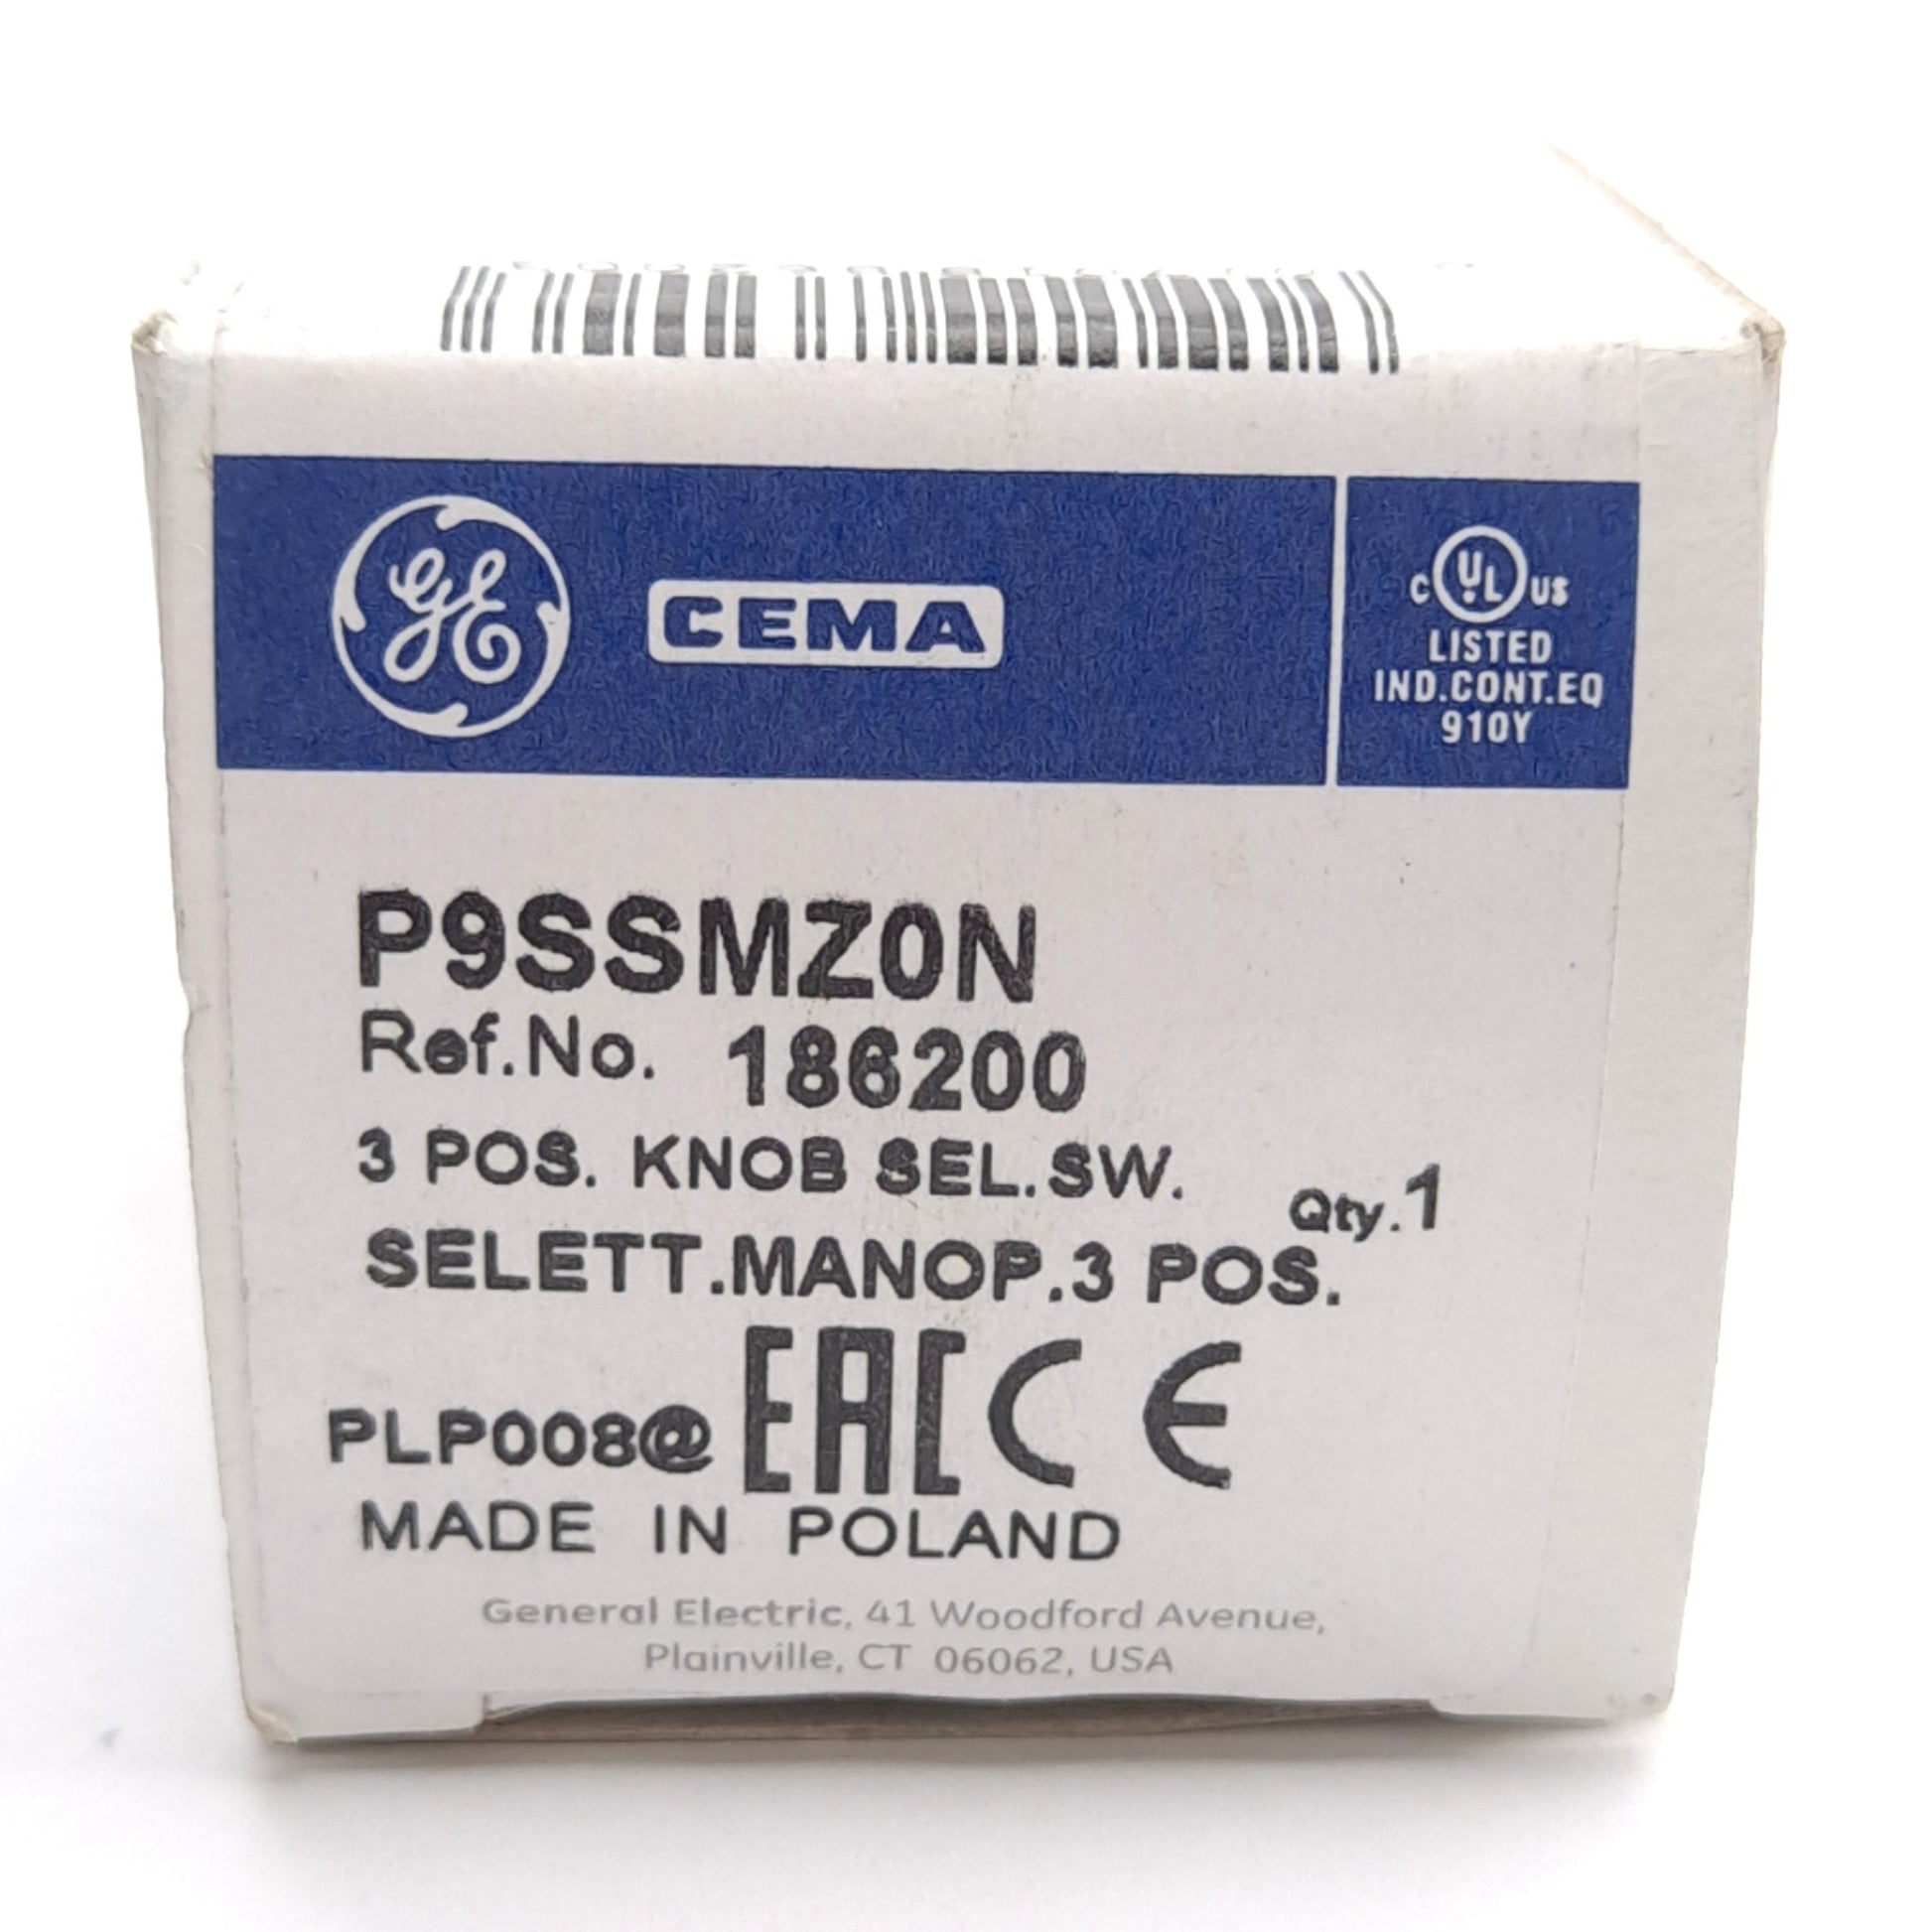 GE CEMA
C UL US
LISTED
IND.CONT.EQ
910Y
P9SSMZ0N
Ref.No. 186200
3 POS. KNOB SEL.SW.
Qty.1
SELETT.MANOP.3 POS.
PLP008@ EAC CE
MADE IN POLAND
General Electric, 41 Woodford Avenue,
Plainville, CT 06062, USA